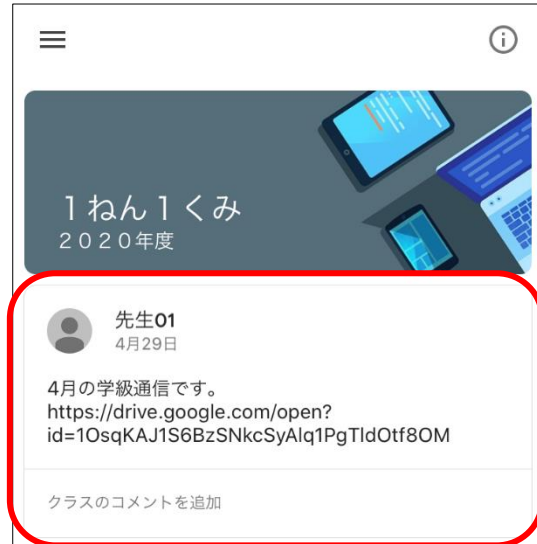 １ねん１くみ
２０２０年度
先生01
4月29日
4月の学級通信です。
https://drive.google.com/open?
id=1OsqKAJ1S6BzSNkcSyAlq1PgTldOtf8OM
クラスのコメントを追加